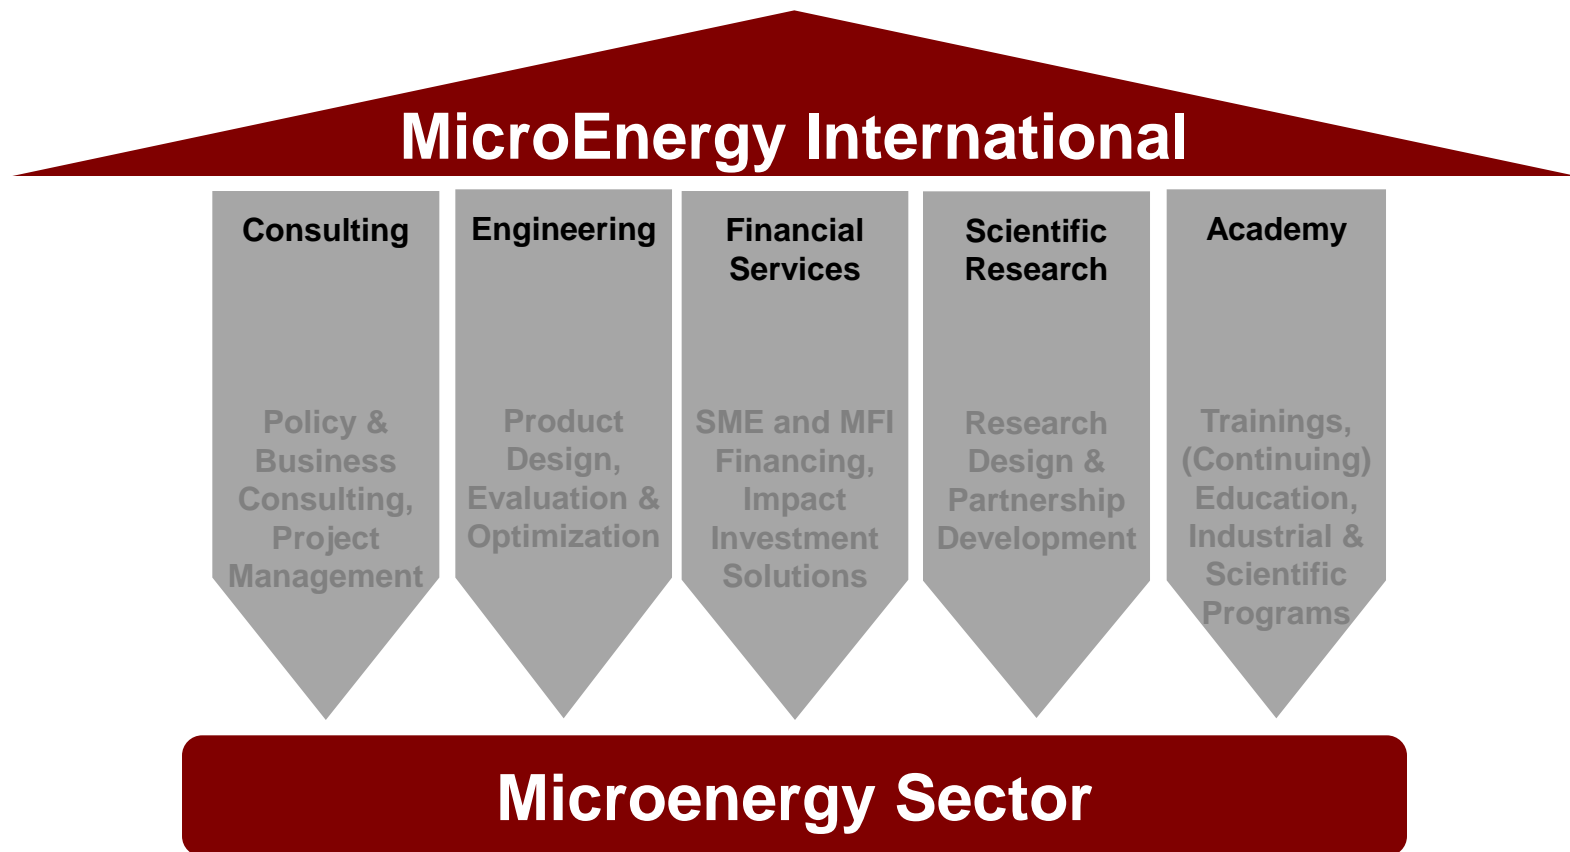 MicroEnergy International
Consulting
Policy &
Business
Consulting,
Project
Management
Engineering
Product
Design,
Evaluation &
Optimization
Financial
Services
SME and MFI
Financing,
Impact
Investment
Solutions
Scientific
Research
Research
Design &
Partnership
Development
Academy
Trainings,
(Continuing)
Education,
Industrial &
Scientific
Programs
Microenergy Sector